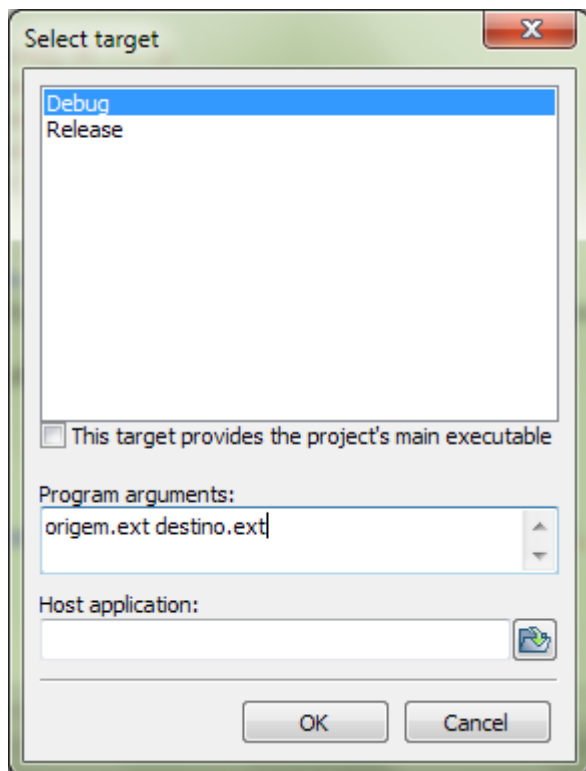 Select target
Debug
Release
This target provides the project's main executable
Program arguments:
origem.ext destino.ext
Host application:
OK
Cancel